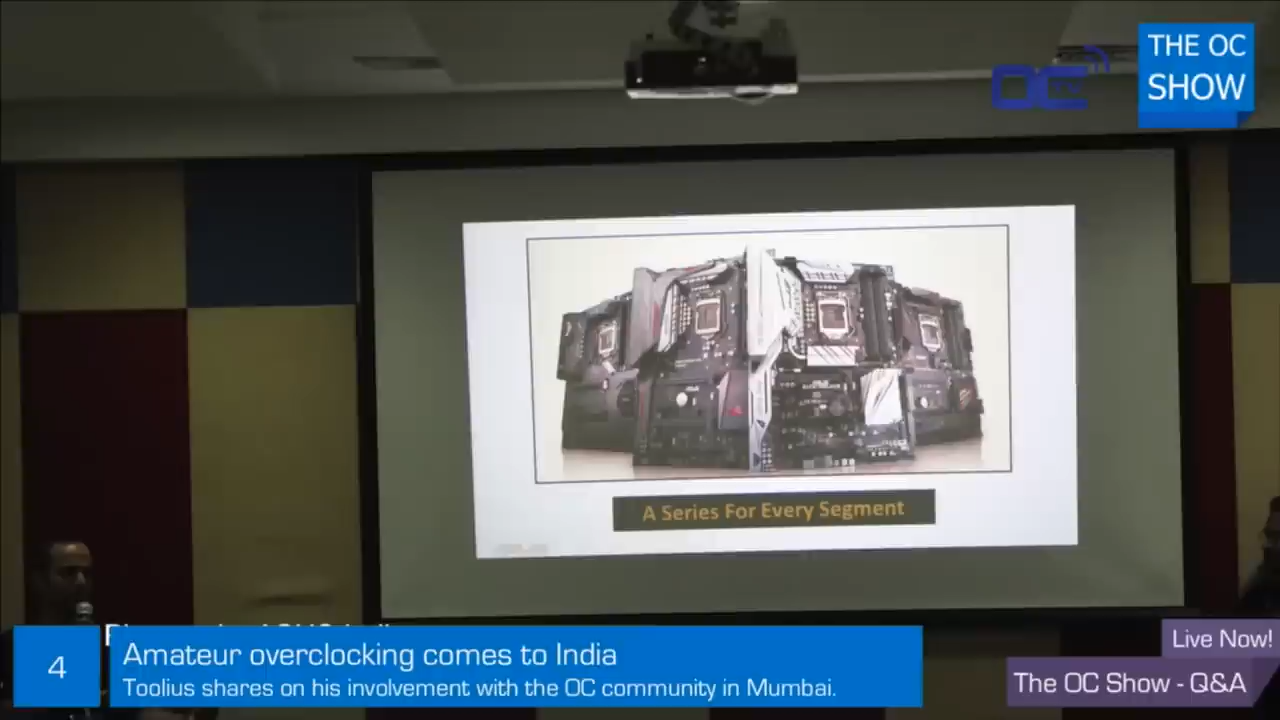 THE OC
SHOW
OC
A Series For Every Segment
4
Amateur overclocking comes to India
Toolius shares on his involvement with the OC community in Mumbai.
Live Now!
The OC Show - Q&A